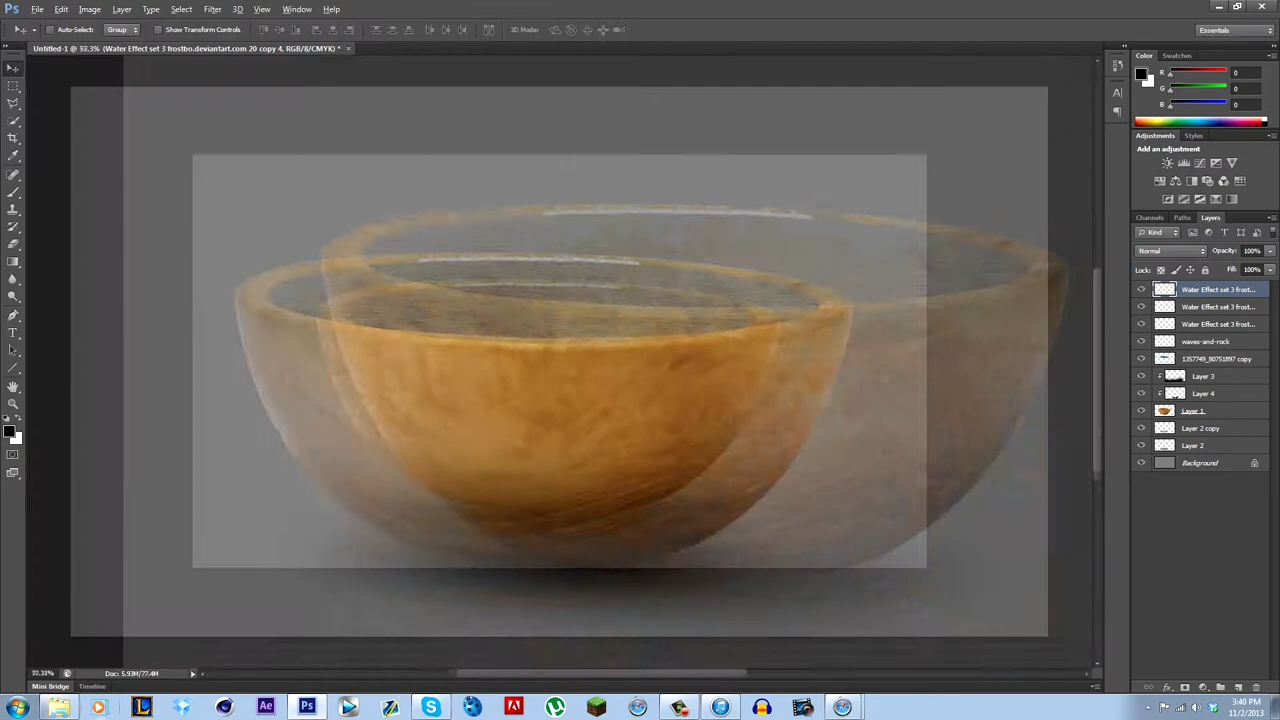 Ps File Edit Image Layer Type Select Filter 3D View Window Help
Auto-Select: Group Show Transform Controls 3D Mode: Essentials
Untitled-1 @ 93.3% (Water Effect set 3 frostbo.deviantart.com 20 copy 4, RGB/8/CMYK) *
Color Swatches
R 0
G 0
B 0
Adjustments Styles
Add an adjustment
Channels Paths Layers
Kind
Normal Opacity: 100%
Lock: Fill: 100%
Water Effect set 3 frost...
Water Effect set 3 frost...
Water Effect set 3 frost...
waves-and-rock
1357749_80751897 copy
Layer 3
Layer 4
Layer 1
Layer 2 copy
Layer 2
Background
Doc: 5.93M/77.4M
Mini Bridge Timeline
Ae Ps
3:40 PM
11/2/2013